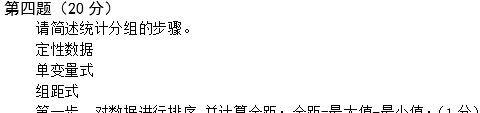 第四题（20 分）
请简述统计分组的步骤。
定性数据
单变量式
组距式
第一步，对数据进行排序,并计算全距：全距=最大值-最小值；（1 分）